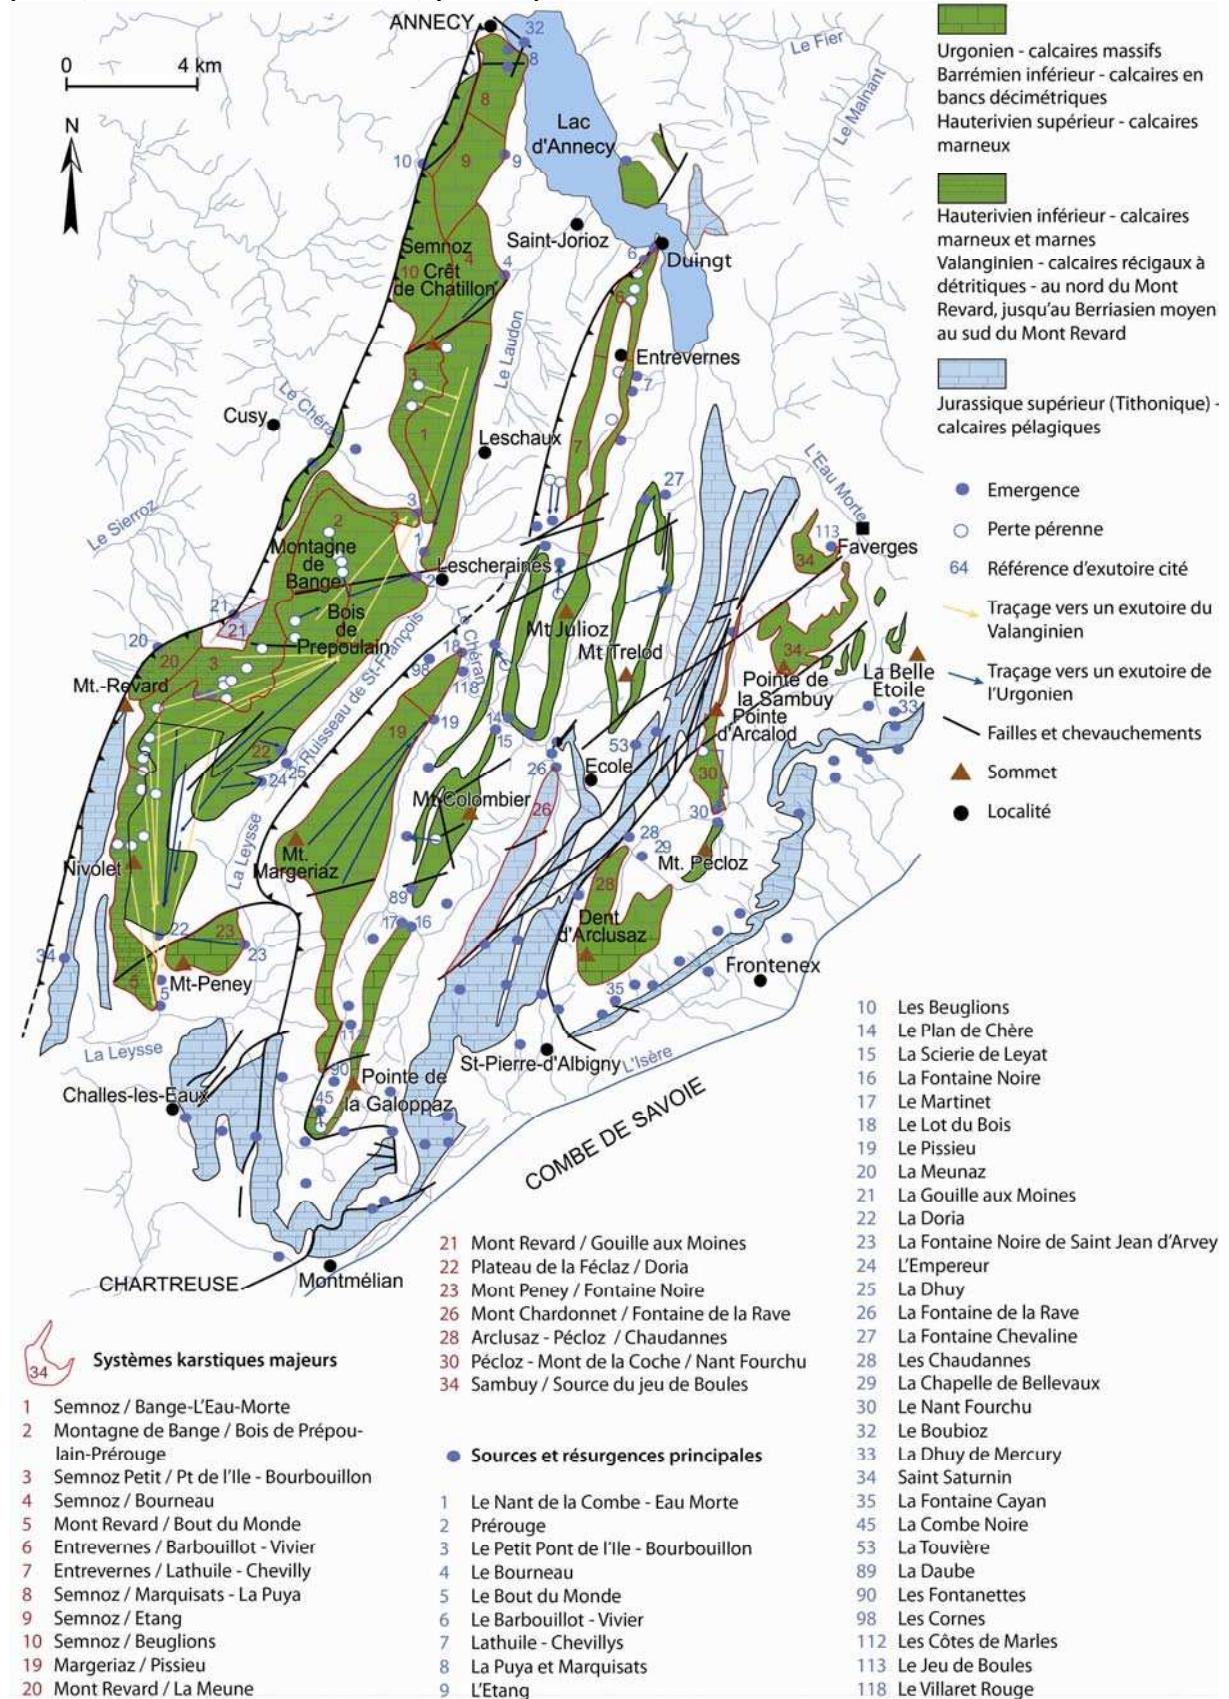 ANNECY
0 4 km
N
Le Fier
Le Malnant
Lac
d'Annecy
Saint-Jorioz
Duingt
Semnoz
Crêt
de Chatillon
Entrevernes
Le Laudon
Le Chéran
Cusy
Leschaux
L'Eau Morte
Le Sierroz
Montagne
de
Bange
Lescheraines
Faverges
Bois
de
Prepoulain
Mt Julioz
Le Chéran
Mt Trelod
Ruisseau de St-François
Mt.-Revard
Pointe de
la Sambuy
La Belle
Etoile
Pointe
d'Arcalod
Ecole
Mt Colombier
La Leysse
Mt.
Margeriaz
Mt. Pecloz
Nivolet
Dent
d'Arclusaz
Mt-Peney
Frontenex
La Leysse
St-Pierre-d'Albigny
L'Isère
Challes-les-Eaux
Pointe de
la Galoppaz
COMBE DE SAVOIE
CHARTREUSE
Montmélian
Urgonien - calcaires massifs
Barrémien inférieur - calcaires en
bancs décimétriques
Hauterivien supérieur - calcaires
marneux
Hauterivien inférieur - calcaires
marneux et marnes
Valanginien - calcaires récigaux à
détritiques - au nord du Mont
Revard, jusqu'au Berriasien moyen
au sud du Mont Revard
Jurassique supérieur (Tithonique) -
calcaires pélagiques
Emergence
Perte pérenne
64 Référence d'exutoire cité
Traçage vers un exutoire du
Valanginien
Traçage vers un exutoire de
l'Urgonien
Failles et chevauchements
Sommet
Localité
34 Systèmes karstiques majeurs
1 Semnoz / Bange-L'Eau-Morte
2 Montagne de Bange / Bois de Prépou-
lain-Prérouge
3 Semnoz Petit / Pt de l'Ile - Bourbouillon
4 Semnoz / Bourneau
5 Mont Revard / Bout du Monde
6 Entrevernes / Barbouillot - Vivier
7 Entrevernes / Lathuile - Chevilly
8 Semnoz / Marquisats - La Puya
9 Semnoz / Etang
10 Semnoz / Beuglions
19 Margeriaz / Pissieu
20 Mont Revard / La Meune
21 Mont Revard / Gouille aux Moines
22 Plateau de la Féclaz / Doria
23 Mont Peney / Fontaine Noire
26 Mont Chardonnet / Fontaine de la Rave
28 Arclusaz - Pécloz / Chaudannes
30 Pécloz - Mont de la Coche / Nant Fourchu
34 Sambuy / Source du jeu de Boules
Sources et résurgences principales
1 Le Nant de la Combe - Eau Morte
2 Prérouge
3 Le Petit Pont de l'Ile - Bourbouillon
4 Le Bourneau
5 Le Bout du Monde
6 Le Barbouillot - Vivier
7 Lathuile - Chevillys
8 La Puya et Marquisats
9 L'Etang
10 Les Beuglions
14 Le Plan de Chère
15 La Scierie de Leyat
16 La Fontaine Noire
17 Le Martinet
18 Le Lot du Bois
19 Le Pissieu
20 La Meunaz
21 La Gouille aux Moines
22 La Doria
23 La Fontaine Noire de Saint Jean d'Arvey
24 L'Empereur
25 La Dhuy
26 La Fontaine de la Rave
27 La Fontaine Chevaline
28 Les Chaudannes
29 La Chapelle de Bellevaux
30 Le Nant Fourchu
32 Le Boubioz
33 La Dhuy de Mercury
34 Saint Saturnin
35 La Fontaine Cayan
45 La Combe Noire
53 La Touvière
89 La Daube
90 Les Fontanettes
98 Les Cornes
112 Les Côtes de Marles
113 Le Jeu de Boules
118 Le Villaret Rouge